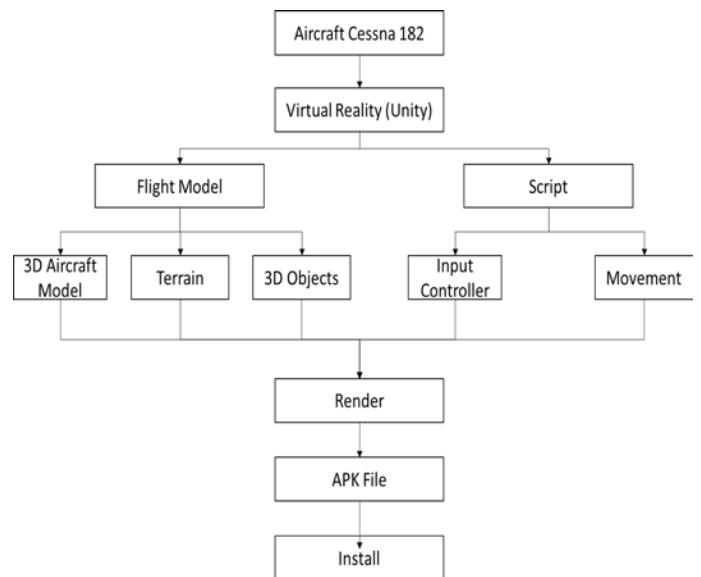 Aircraft Cessna 182
Virtual Reality (Unity)
Flight Model
Script
3D Aircraft
Model
Terrain
3D Objects
Input
Controller
Movement
Render
APK File
Install